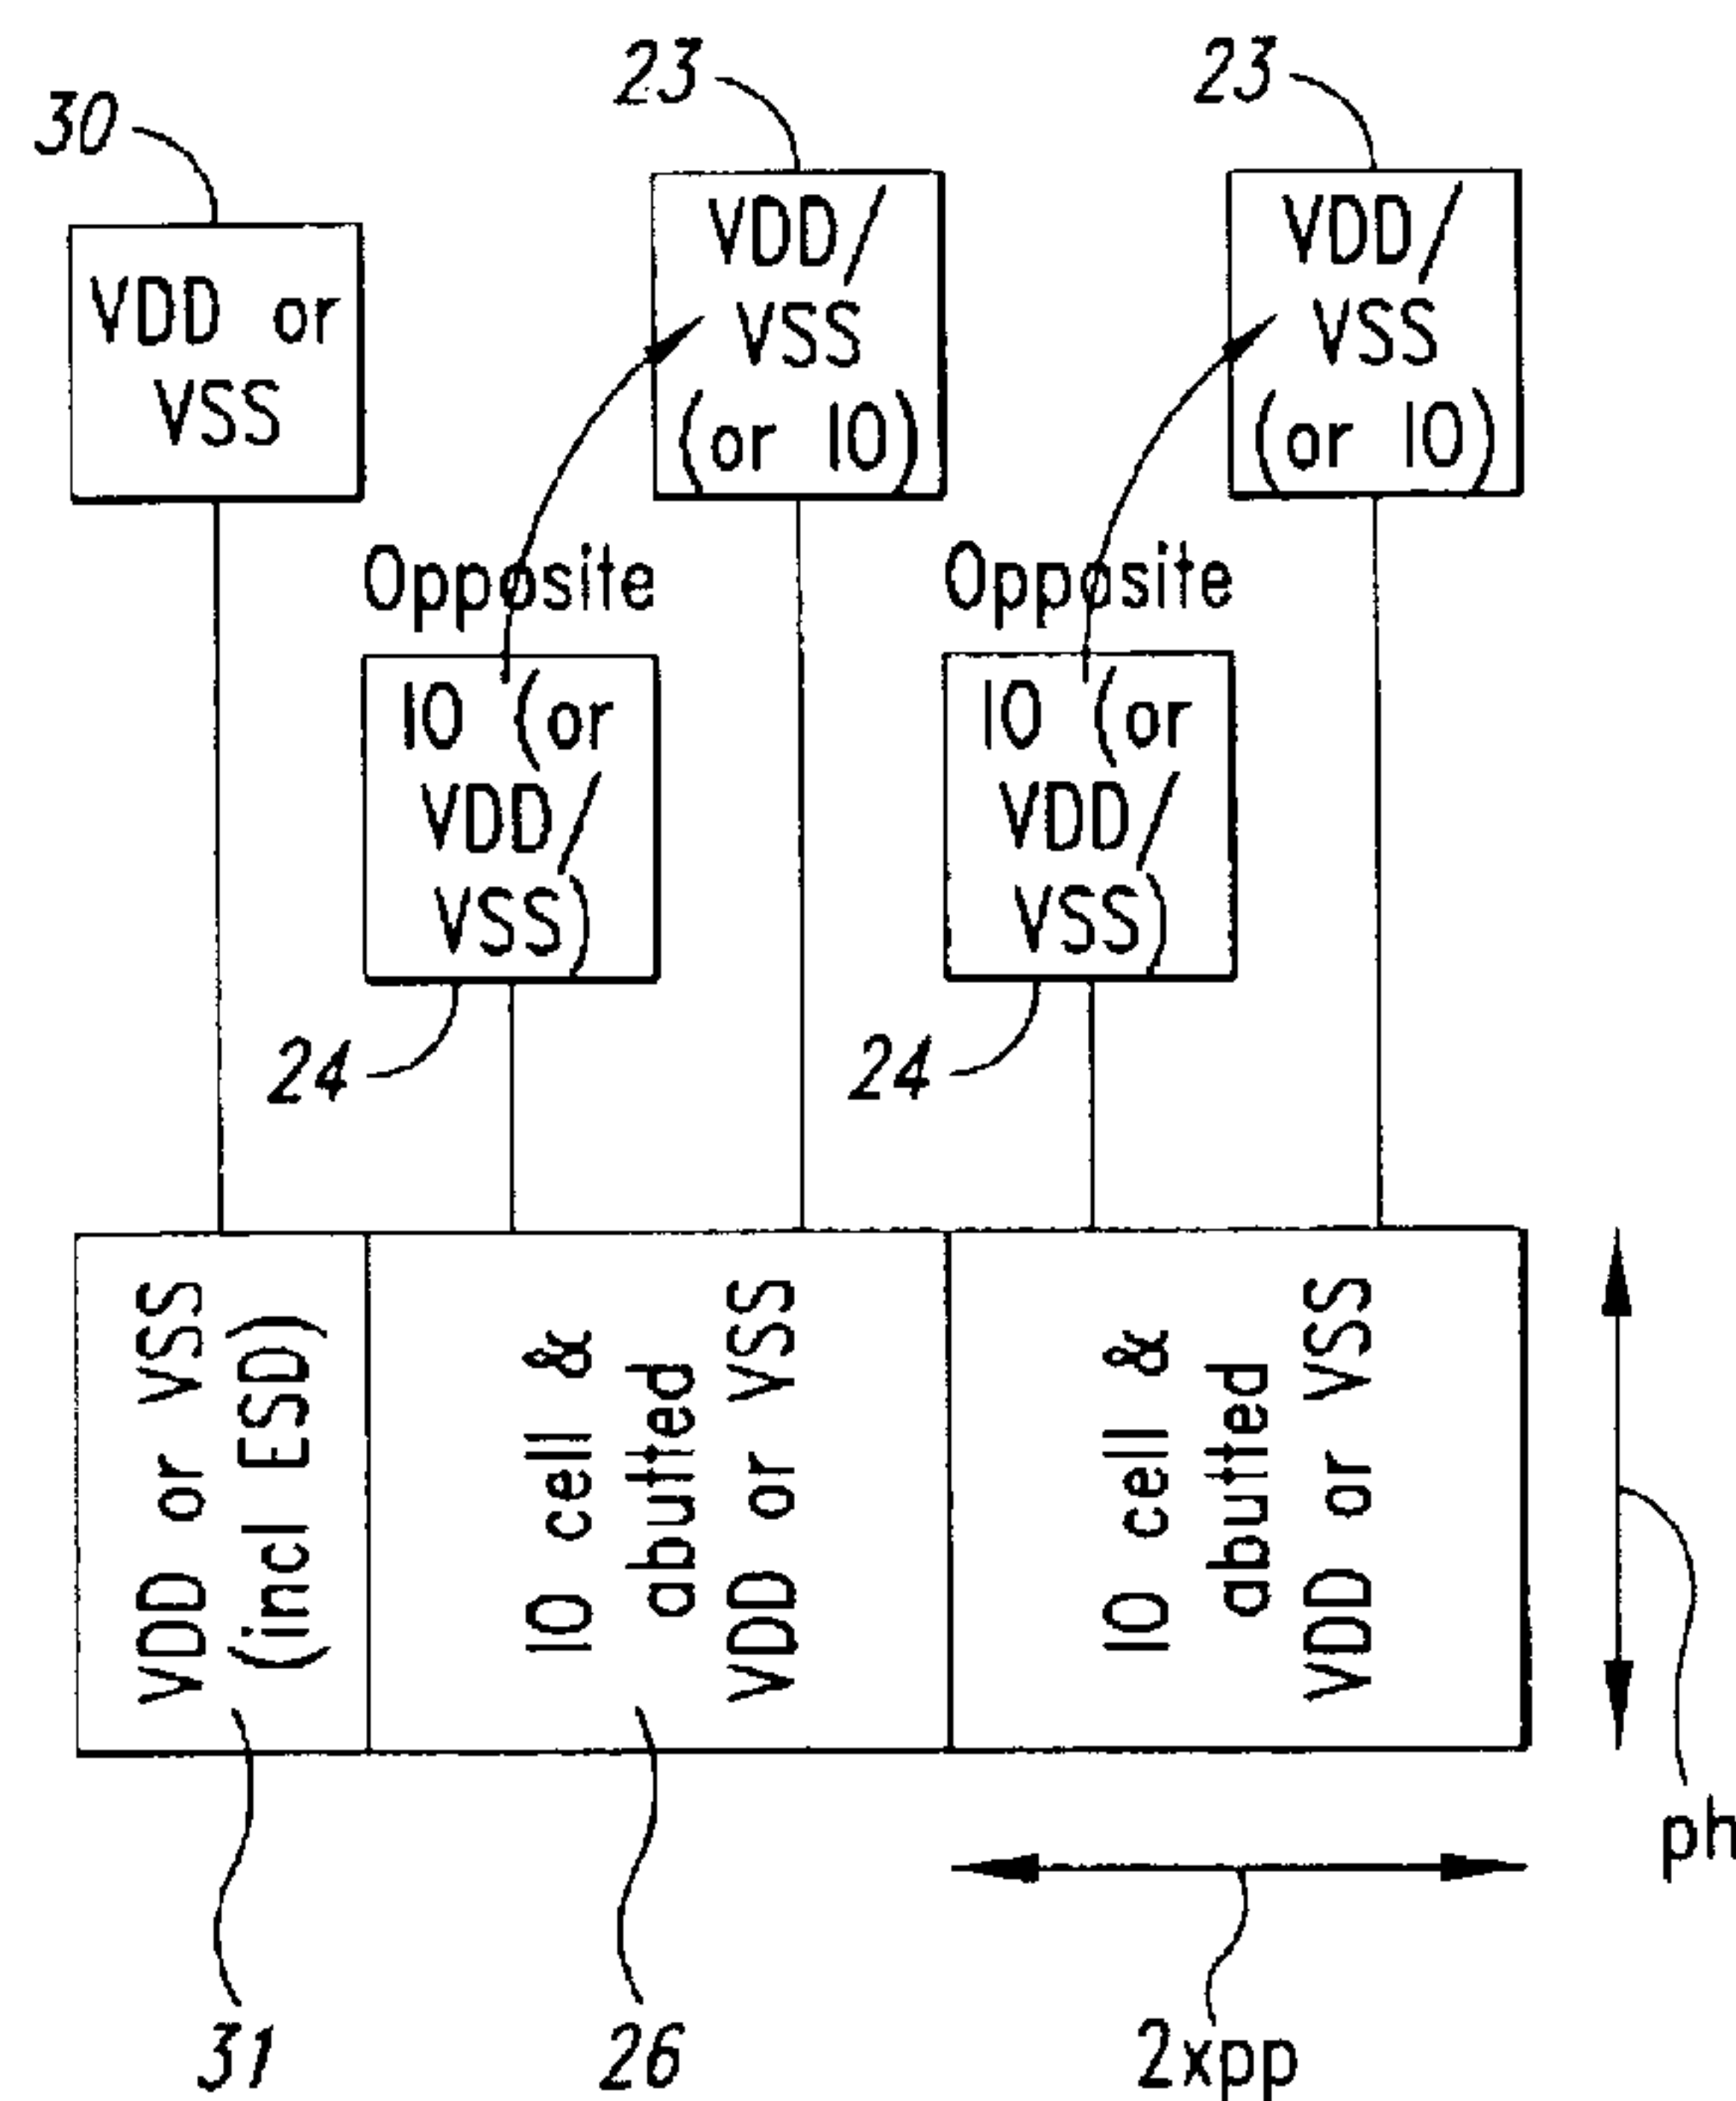 30
23
23
VDD or
VSS
VDD/
VSS
(or IO)
VDD/
VSS
(or IO)
Opposite
Opposite
IO (or
VDD/
VSS)
IO (or
VDD/
VSS)
24
24
VDD or VSS
(incl ESD)
IO cell &
abutted
VDD or VSS
IO cell &
abutted
VDD or VSS
ph
31
26
2xpp